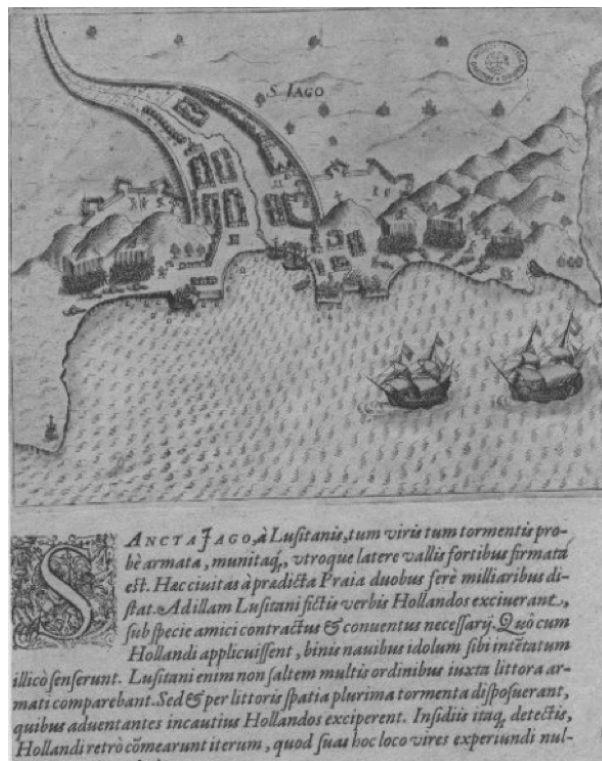 S. IAGO
SANCTA JAGO, à Lusitanis, tum viris tum tormentis pro-
bè armata, munitaq́;, vtroque latere vallis fortibus firmata
est. Hæc ciuitas à prædicta Praia duobus ferè milliaribus di-
stat. Ad illam Lusitani fictis verbis Hollandos exciuerant,
sub specie amici contractus & conuentus necessarij. Quò cum
Hollandi applicuissent, binis nauibus idolum sibi intẽtatum
illicò senserunt. Lusitani enim non saltem multis ordinibus iuxta littora ar-
mati comparebant. Sed & per littoris spatia plurima tormenta disposuerant,
quibus aduentantes incautius Hollandos exciperent. Insidiis itaq́, detectis,
Hollandi retrò cõmearunt iterum, quod suas hoc loco vires experiundi nul-